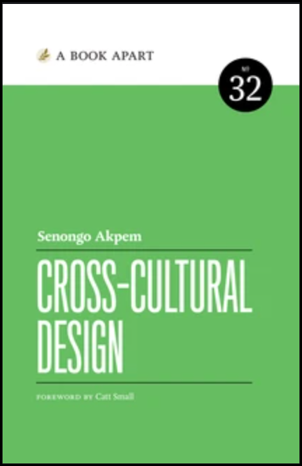 A BOOK APART
Nº
32
Senongo Akpem
CROSS-CULTURAL
DESIGN
FOREWORD BY Catt Small